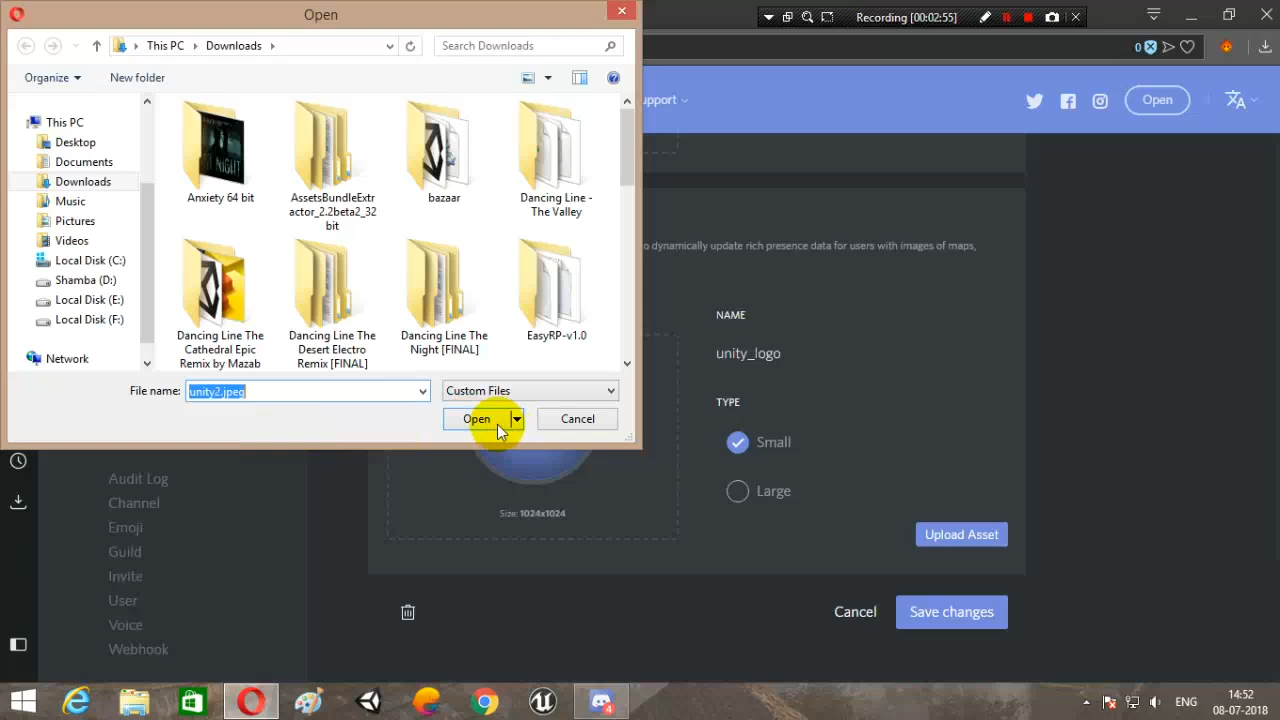 Open
Recording [00:02:55]
This PC
Downloads
Search Downloads
0
Organize
New folder
upport
Open
This PC
Desktop
Documents
Downloads
Music
Pictures
Videos
Local Disk (C:)
Shamba (D:)
Local Disk (E:)
Local Disk (F:)
Network
Anxiety 64 bit
AssetsBundleExtr
actor_2.2beta2_32
bit
bazaar
Dancing Line -
The Valley
Dancing Line The
Cathedral Epic
Remix by Mazab
Dancing Line The
Desert Electro
Remix [FINAL]
Dancing Line The
Night [FINAL]
EasyRP-v1.0
File name:
unity2.jpeg
Custom Files
Open
Cancel
o dynamically update rich presence data for users with images of maps,
NAME
unity_logo
TYPE
Small
Large
Size: 1024x1024
Upload Asset
Cancel
Save changes
Audit Log
Channel
Emoji
Guild
Invite
User
Voice
Webhook
4
ENG
14:52
08-07-2018